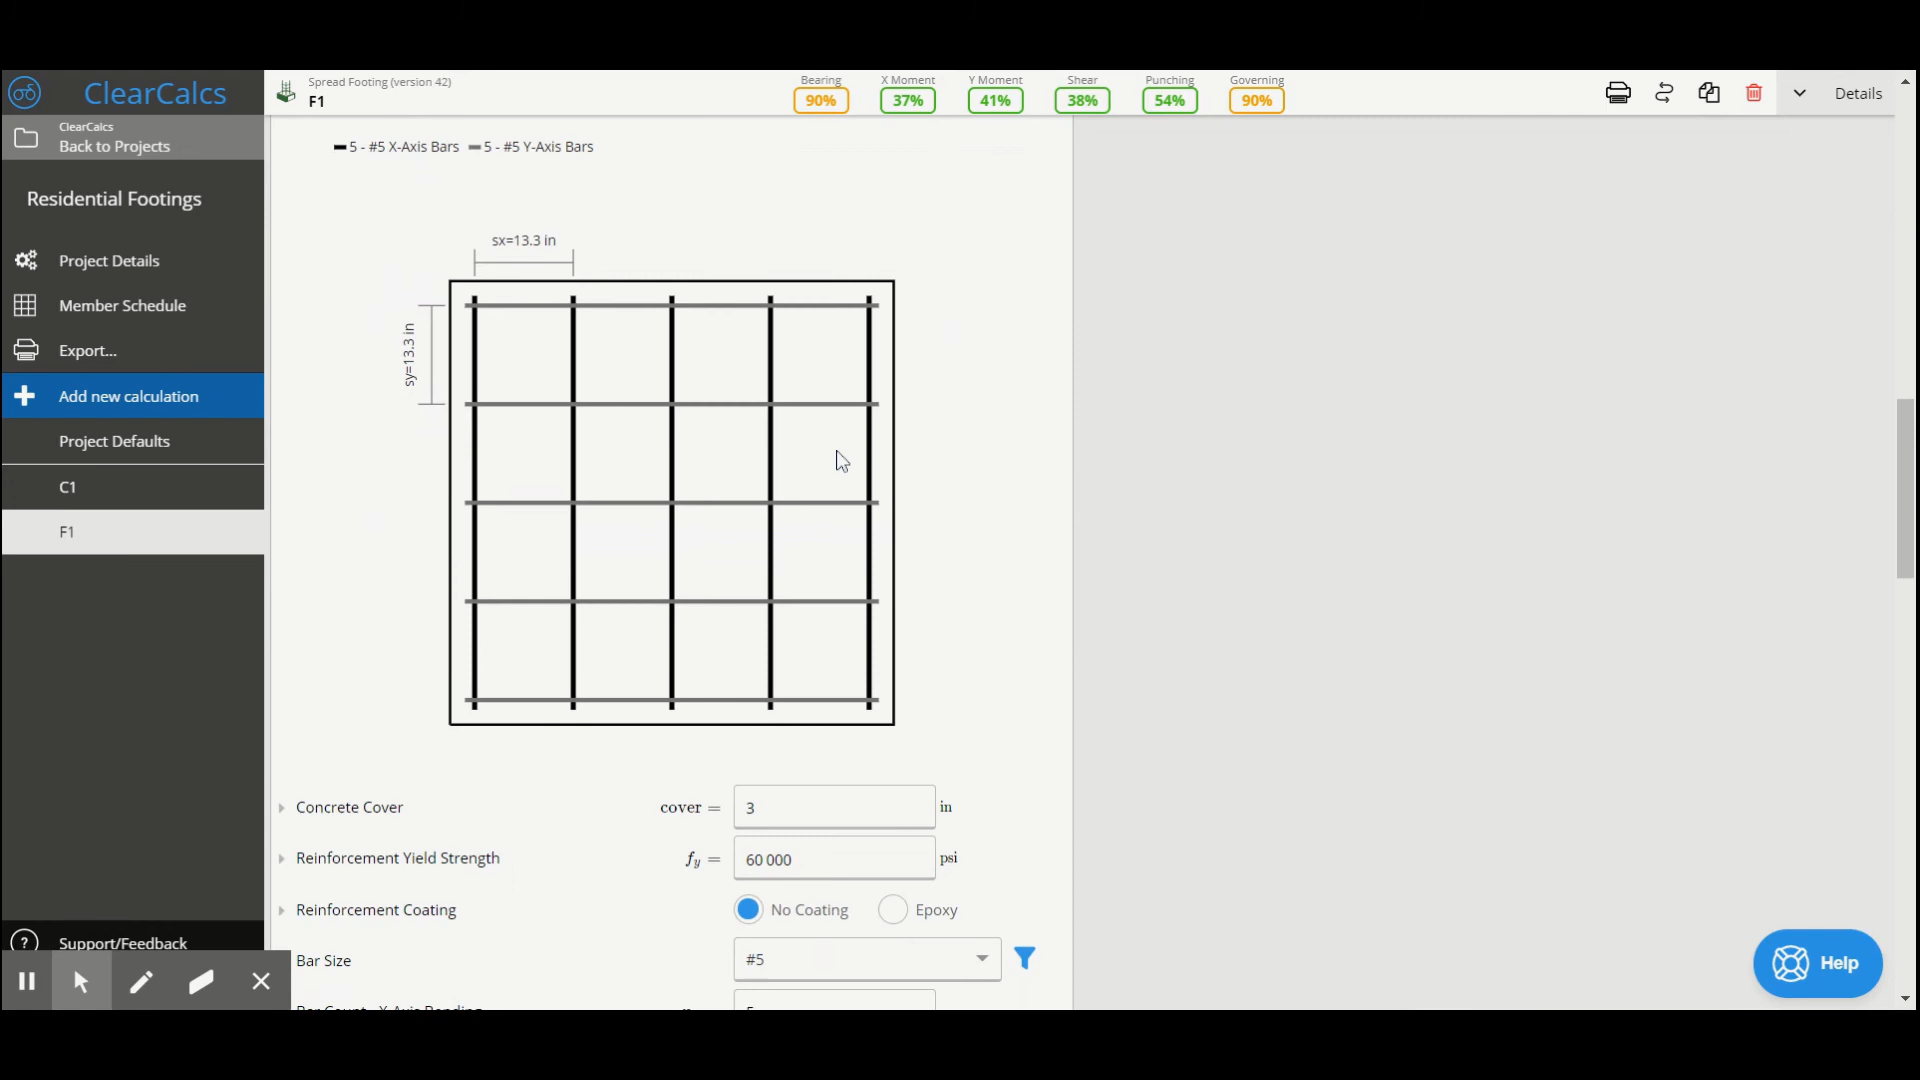 ClearCalcs
Spread Footing (version 42)
F1
Bearing
90%
X Moment
37%
Y Moment
41%
Shear
38%
Punching
54%
Governing
90%
Details
ClearCalcs
Back to Projects
Residential Footings
Project Details
Member Schedule
Export...
Add new calculation
Project Defaults
C1
F1
Support/Feedback
5 - #5 X-Axis Bars 5 - #5 Y-Axis Bars
sx=13.3 in
sy=13.3 in
Concrete Cover cover = 3 in
Reinforcement Yield Strength fy = 60 000 psi
Reinforcement Coating No Coating Epoxy
Bar Size #5
Help